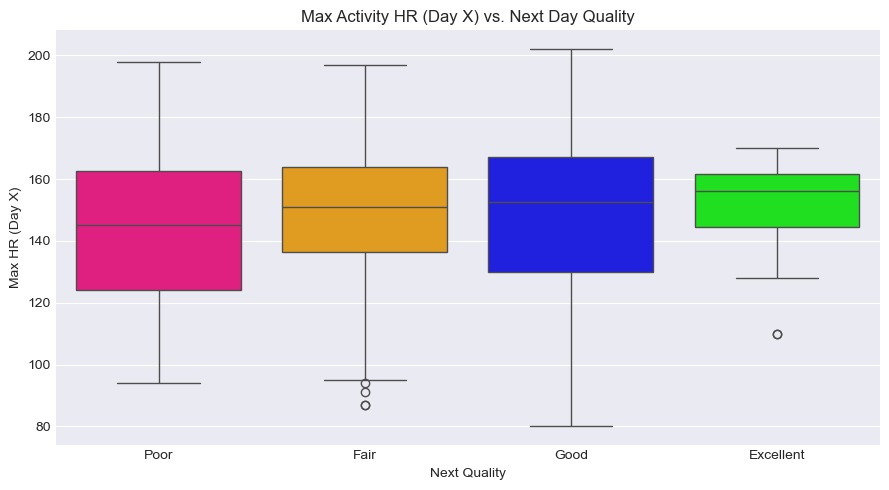 Max Activity HR (Day X) vs. Next Day Quality
Max HR (Day X)
200
180
160
140
120
100
80
Poor Fair Good Excellent
Next Quality